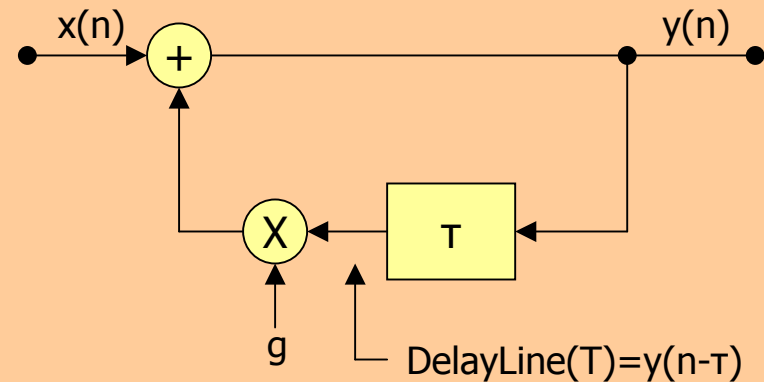 x(n)
y(n)
+
X
τ
g
DelayLine(T)=y(n-τ)